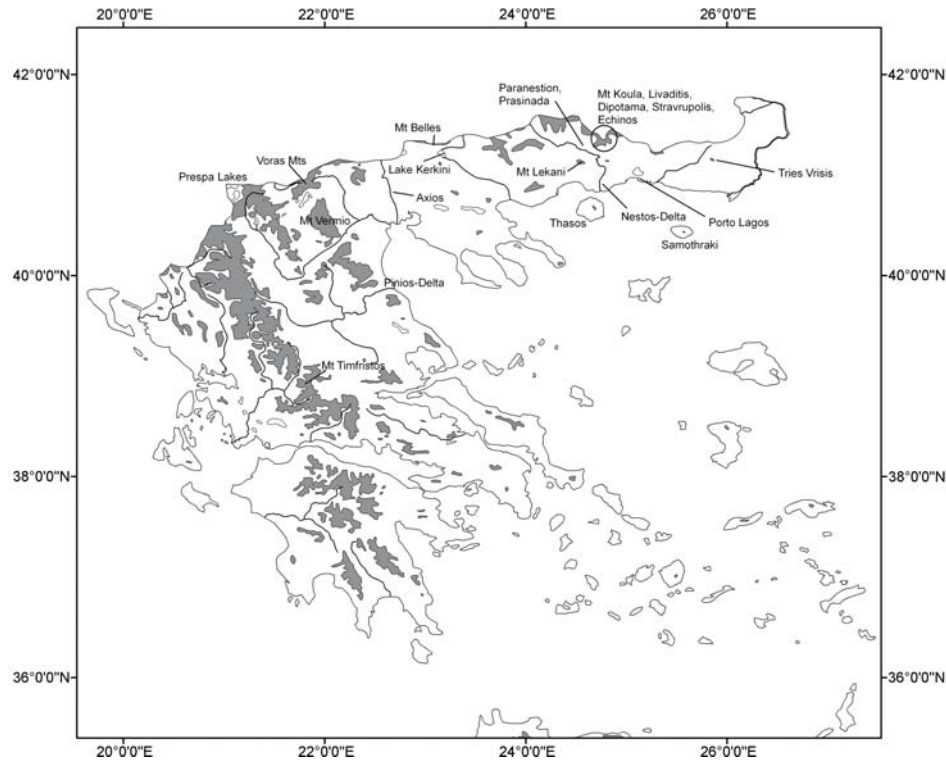 20°0'0"E
22°0'0"E
24°0'0"E
26°0'0"E
42°0'0"N
42°0'0"N
Paranestion,
Prasinada
Mt Koula, Livaditis,
Dipotama, Stravrupolis,
Echinos
Mt Belles
Voras Mts
Lake Kerkini
Mt Lekani
Tries Vrisis
Prespa Lakes
Axios
Mt Vermio
Thasos
Nestos-Delta
Porto Lagos
Samothraki
40°0'0"N
40°0'0"N
Pinios-Delta
Mt Timfristos
38°0'0"N
38°0'0"N
36°0'0"N
36°0'0"N
20°0'0"E
22°0'0"E
24°0'0"E
26°0'0"E